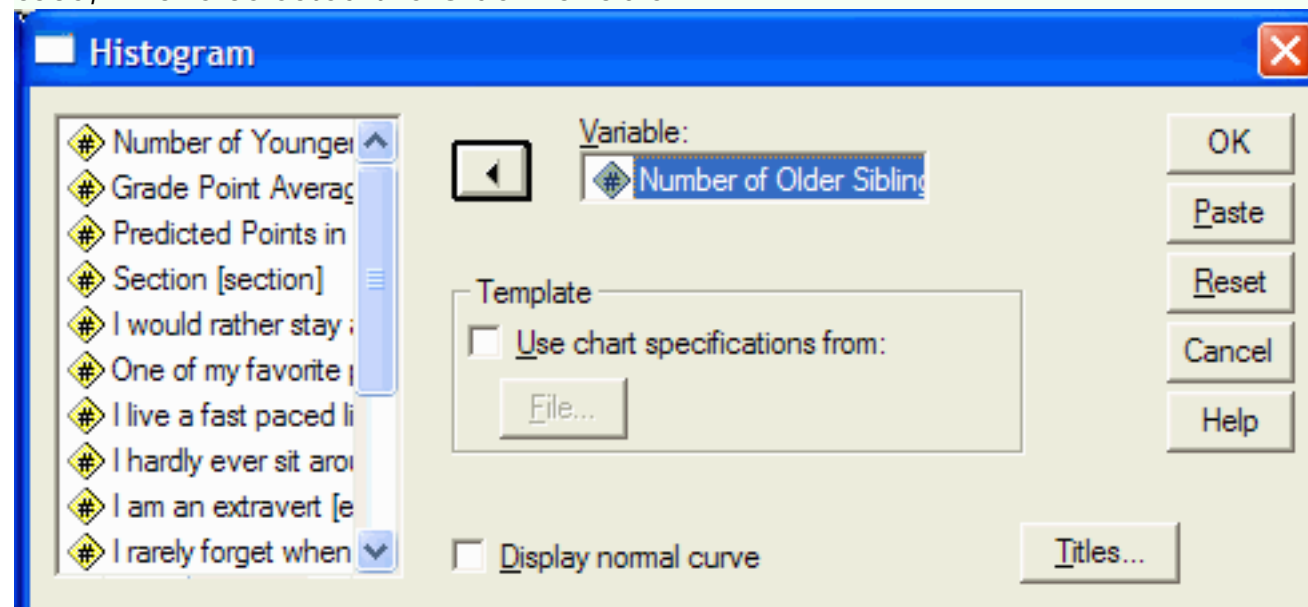 Histogram
Number of Younger
Grade Point Averag
Predicted Points in
Section [section]
I would rather stay
One of my favorite
I live a fast paced li
I hardly ever sit arou
I am an extravert [e
I rarely forget when
Variable:
Number of Older Sibling
Template
Use chart specifications from:
File...
Display normal curve
Titles...
OK
Paste
Reset
Cancel
Help